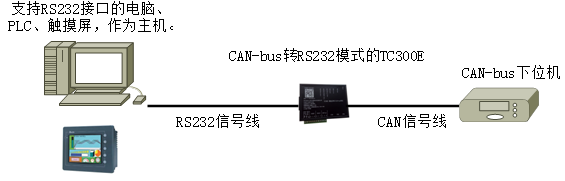 支持RS232接口的电脑、
PLC、触摸屏，作为主机。
CAN-bus转RS232模式的TC300E
CAN-bus下位机
RS232信号线
CAN信号线